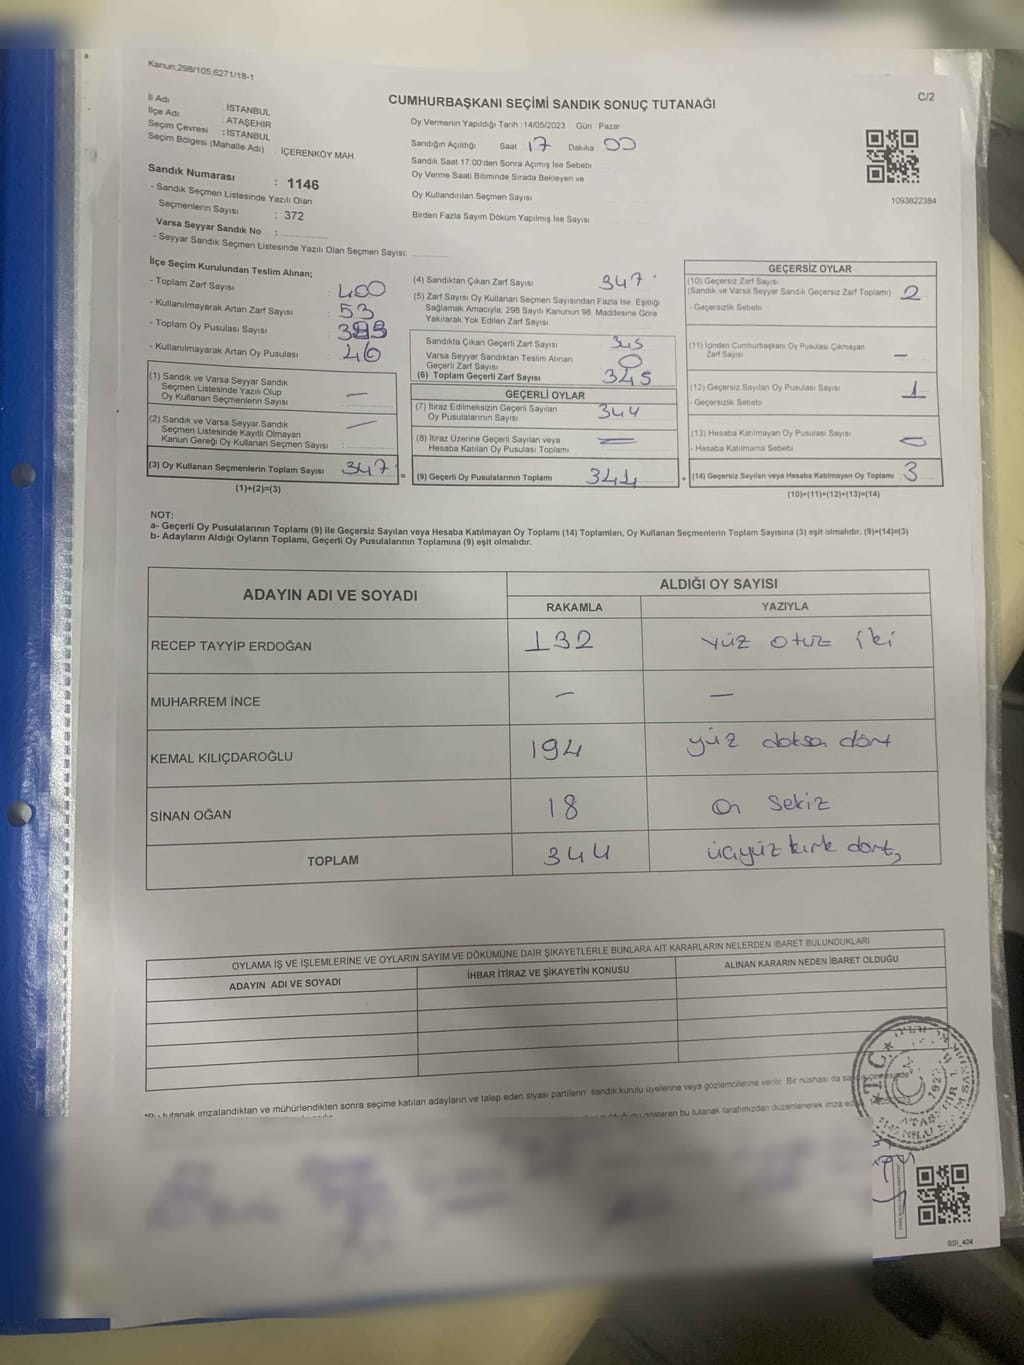 Kanun:298/105,6271/18-1
C/2
CUMHURBAŞKANI SEÇİMİ SANDIK SONUÇ TUTANAĞI
İl Adı : İSTANBUL
İlçe Adı : ATAŞEHİR
Seçim Çevresi : İSTANBUL
Seçim Bölgesi (Mahalle Adı) : İÇERENKÖY MAH
Sandık Numarası : 1146
- Sandık Seçmen Listesinde Yazılı Olan
Seçmenlerin Sayısı : 372
Varsa Seyyar Sandık No :
- Seyyar Sandık Seçmen Listesinde Yazılı Olan Seçmen Sayısı:
Oy Vermenin Yapıldığı Tarih :14/05/2023 Gün : Pazar
Sandığın Açıldığı Saat 17 Dakika 00
Sandık Saat 17:00'den Sonra Açımış İse Sebebi
Oy Verme Saati Bitiminde Sırada Bekleyen ve
Oy Kullandırılan Seçmen Sayısı
Birden Fazla Sayım Döküm Yapılmış İse Sayısı :
1093822384
İlçe Seçim Kurulundan Teslim Alınan;
- Toplam Zarf Sayısı : 400
- Kullanılmayarak Artan Zarf Sayısı : 53
- Toplam Oy Pusulası Sayısı :
- Kullanılmayarak Artan Oy Pusulası : 46
(1) Sandık ve Varsa Seyyar Sandık
Seçmen Listesinde Yazılı Olup
Oy Kullanan Seçmenlerin Sayısı : —
(2) Sandık ve Varsa Seyyar Sandık
Seçmen Listesinde Kayıtlı Olmayan
Kanun Gereği Oy Kullanan Seçmen Sayısı : —
(3) Oy Kullanan Seçmenlerin Toplam Sayısı 347
(1)+(2)=(3)
(4) Sandıktan Çıkan Zarf Sayısı 347
(5) Zarf Sayısı Oy Kullanan Seçmen Sayısından Fazla İse, Eşitliği
Sağlamak Amacıyla, 298 Sayılı Kanunun 98. Maddesine Göre
Yakılarak Yok Edilen Zarf Sayısı
Sandıkta Çıkan Geçerli Zarf Sayısı 345
Varsa Seyyar Sandıktan Teslim Alınan
Geçerli Zarf Sayısı 0
(6) Toplam Geçerli Zarf Sayısı 345
GEÇERLİ OYLAR
(7) İtiraz Edilmeksizin Geçerli Sayılan
Oy Pusulalarının Sayısı 344
(8) İtiraz Üzerine Geçerli Sayılan veya
Hesaba Katılan Oy Pusulası Toplamı
= (9) Geçerli Oy Pusulalarının Toplamı 344
GEÇERSİZ OYLAR
(10) Geçersiz Zarf Sayısı
(Sandık ve Varsa Seyyar Sandık Geçersiz Zarf Toplamı) 2
- Geçersizlik Sebebi
(11) İçinden Cumhurbaşkanı Oy Pusulası Çıkmayan
Zarf Sayısı —
(12) Geçersiz Sayılan Oy Pusulası Sayısı 1
- Geçersizlik Sebebi
(13) Hesaba Katılmayan Oy Pusulası Sayısı
- Hesaba Katılmama Sebebi
+ (14) Geçersiz Sayılan veya Hesaba Katılmayan Oy Toplamı 3
(10)+(11)+(12)+(13)=(14)
NOT:
a- Geçerli Oy Pusulalarının Toplamı (9) ile Geçersiz Sayılan veya Hesaba Katılmayan Oy Toplamı (14) Toplamları, Oy Kullanan Seçmenlerin Toplam Sayısına (3) eşit olmalıdır. (9)+(14)=(3)
b- Adayların Aldığı Oyların Toplamı, Geçerli Oy Pusulalarının Toplamına (9) eşit olmalıdır.
ADAYIN ADI VE SOYADI ALDIĞI OY SAYISI
RAKAMLA YAZIYLA
RECEP TAYYİP ERDOĞAN 132 yüz otuz iki
MUHARREM İNCE — —
KEMAL KILIÇDAROĞLU 194 yüz doksan dört
SİNAN OĞAN 18 on sekiz
TOPLAM 344 üçyüz kırk dört
OYLAMA İŞ VE İŞLEMLERİNE VE OYLARIN SAYIM VE DÖKÜMÜNE DAİR ŞİKAYETLERLE BUNLARA AİT KARARLARIN NELERDEN İBARET BULUNDUKLARI
ADAYIN ADI VE SOYADI İHBAR İTİRAZ VE ŞİKAYETİN KONUSU ALINAN KARARIN NEDEN İBARET OLDUĞU
*Bu tutanak imzalandıktan ve mühürlendikten sonra seçime katılan adayların ve talep eden siyasi partilerin sandık kurulu üyelerine veya gözlemcilerine verilir. Bir nüshası da
gösteren bu tutanak tarafımızdan düzenlenerek imza
T.C.
SSI_404